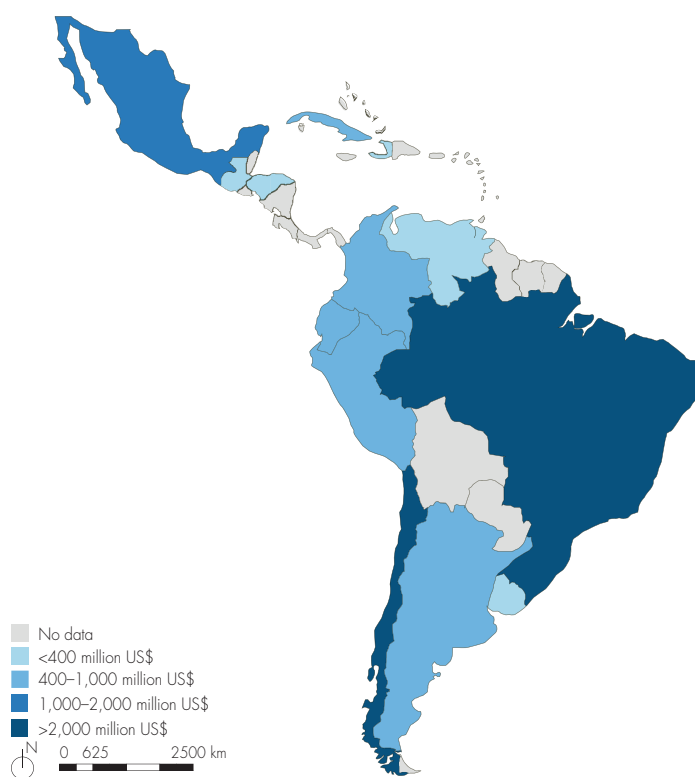 No data
<400 million US$
400–1,000 million US$
1,000–2,000 million US$
>2,000 million US$
N
0 625 2500 km